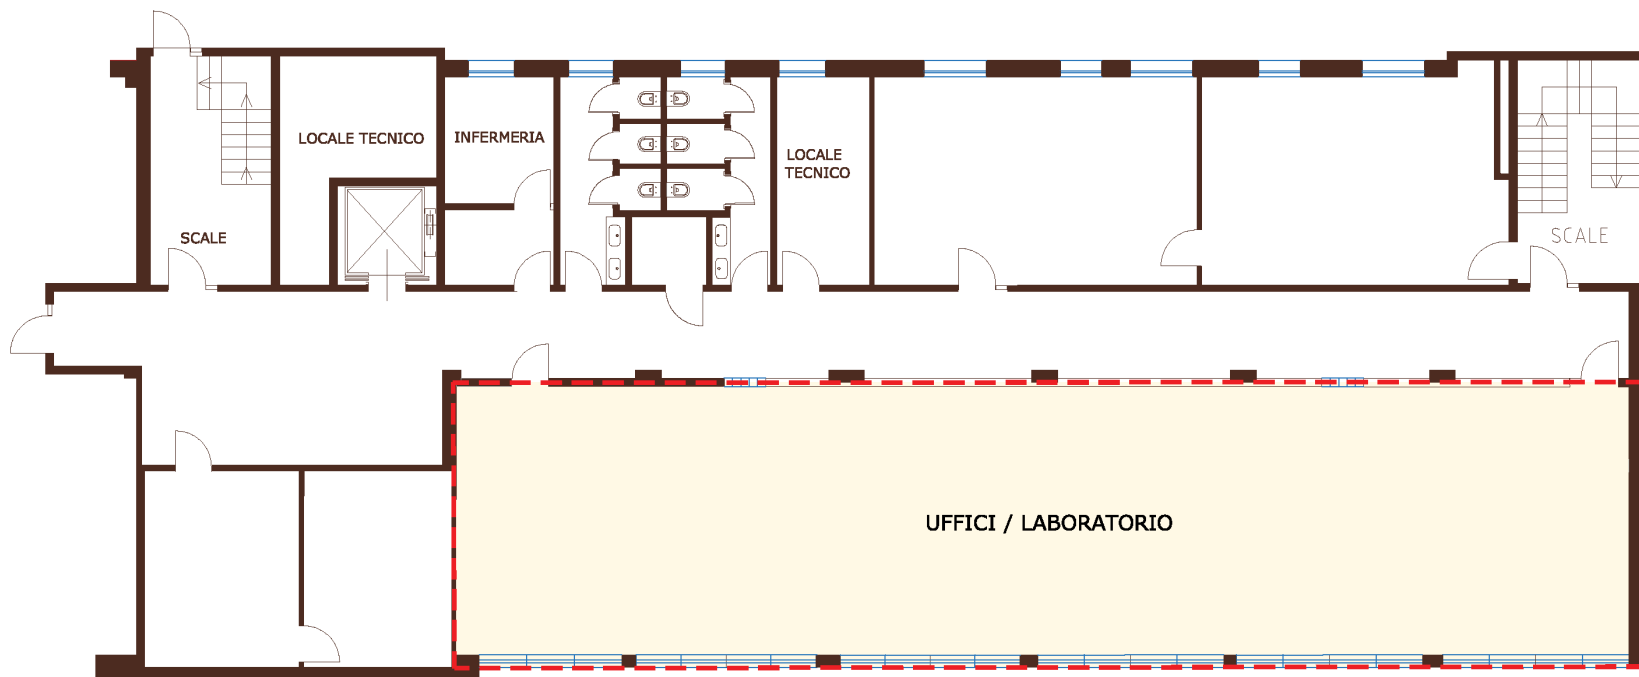 LOCALE TECNICO
INFERMERIA
LOCALE
TECNICO
SCALE
SCALE
UFFICI / LABORATORIO